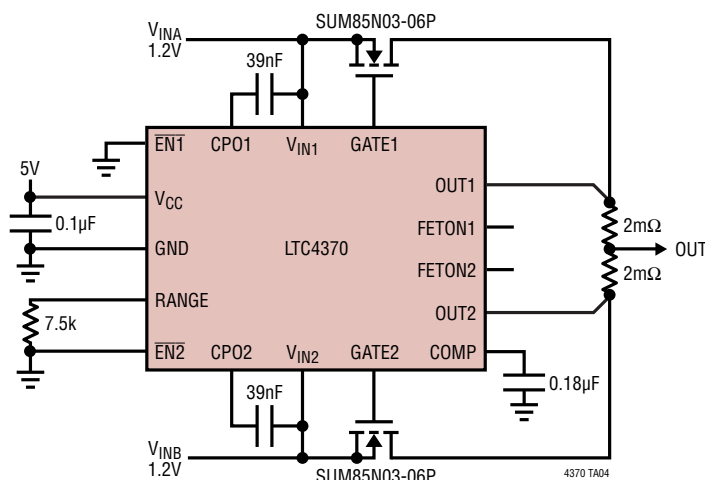 SUM85N03-06P
VINA
1.2V
39nF
EN1 CPO1 VIN1 GATE1
5V
OUT1
VCC
0.1µF
FETON1
2mΩ
GND
LTC4370
OUT
FETON2
2mΩ
RANGE
OUT2
7.5k
EN2 CPO2 VIN2 GATE2 COMP
39nF
0.18µF
VINB
1.2V
SUM85N03-06P
4370 TA04